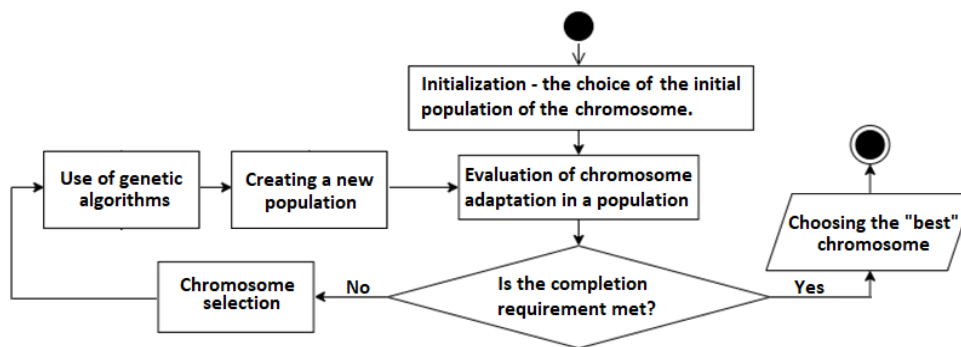 Initialization - the choice of the initial
population of the chromosome.
Use of genetic
algorithms
Creating a new
population
Evaluation of chromosome
adaptation in a population
Choosing the "best"
chromosome
Chromosome
selection
No
Is the completion
requirement met?
Yes